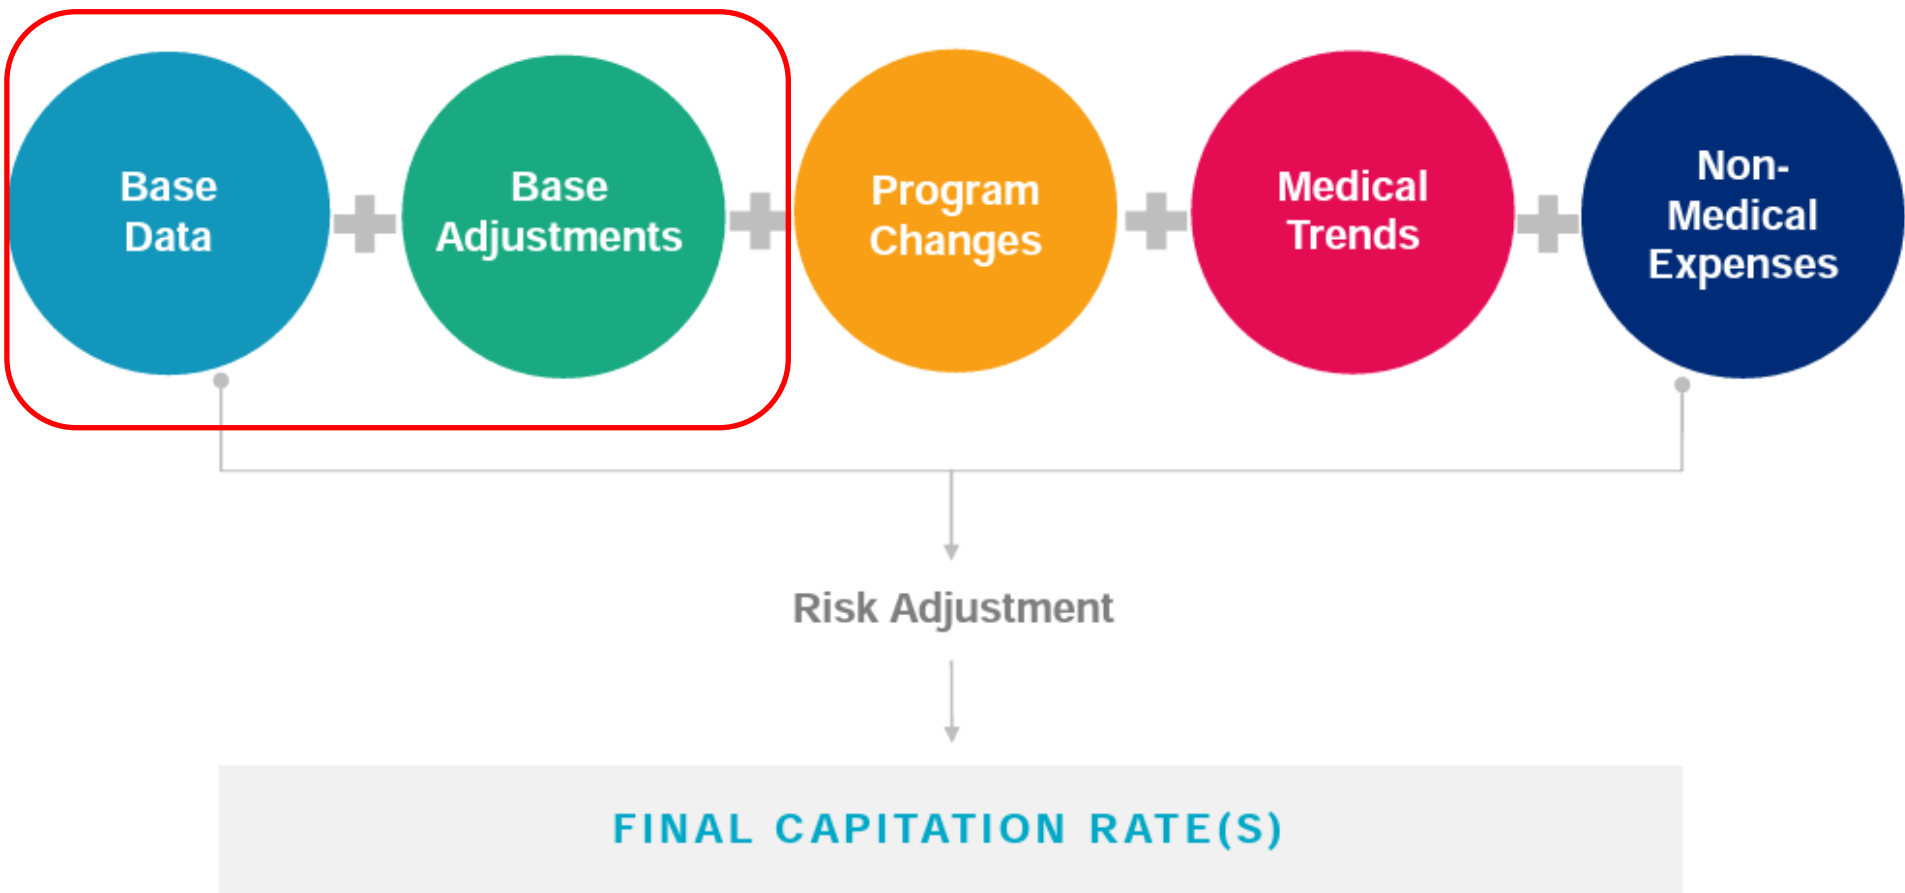 Base
Data
Base
Adjustments
Program
Changes
Medical
Trends
Non-
Medical
Expenses
Risk Adjustment
FINAL CAPITATION RATE(S)